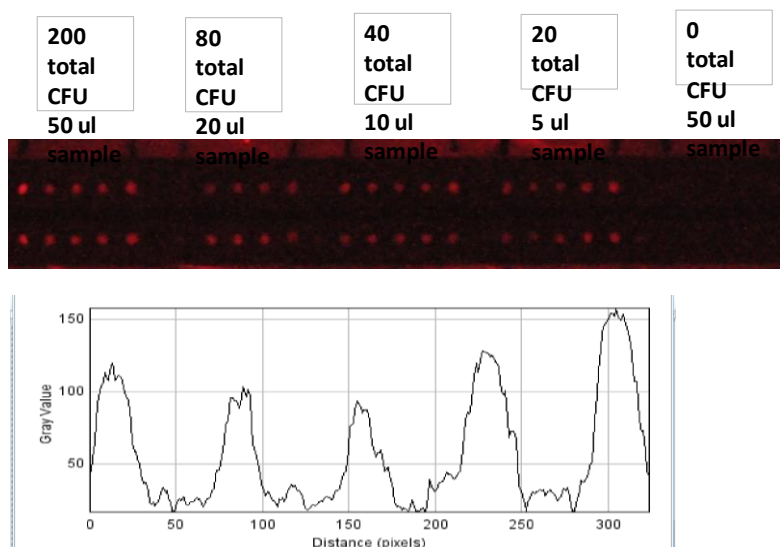 200
total
CFU
50 ul
sample
80
total
CFU
20 ul
sample
40
total
CFU
10 ul
sample
20
total
CFU
5 ul
sample
0
total
CFU
50 ul
sample
150
100
50
Gray Value
0 50 100 150 200 250 300
Distance (pixels)